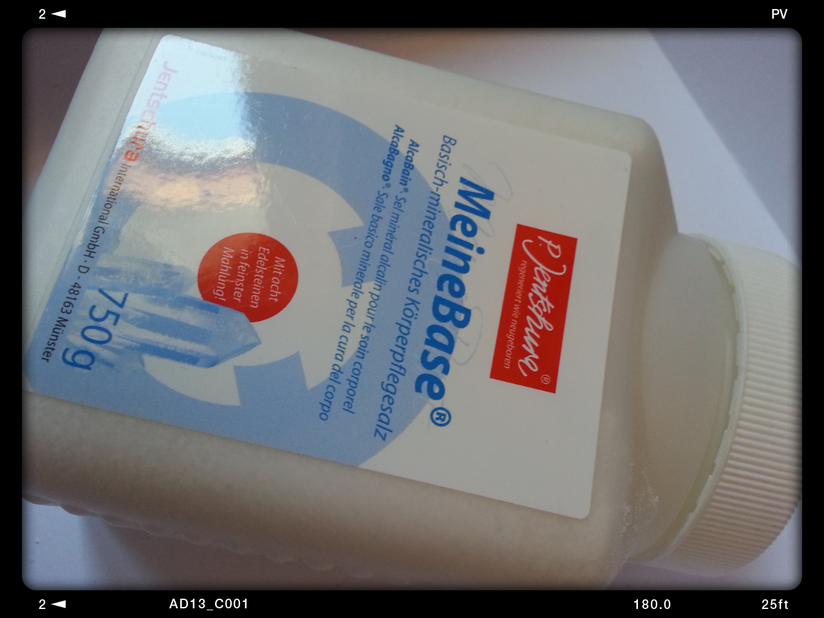 2
PV
P. Jentschura®
regeneriert wie neugeboren
MeineBase®
Basisch-mineralisches Körperpflegesalz
AlcaBain® · Sel minéral alcalin pour le soin corporel
AlcaBagno® · Sale basico minerale per la cura del corpo
Mit acht
Edelsteinen
in feinster
Mahlung!
750 g
Jentschura International GmbH · D - 48163 Münster
2
AD13_C001
180.0
25ft